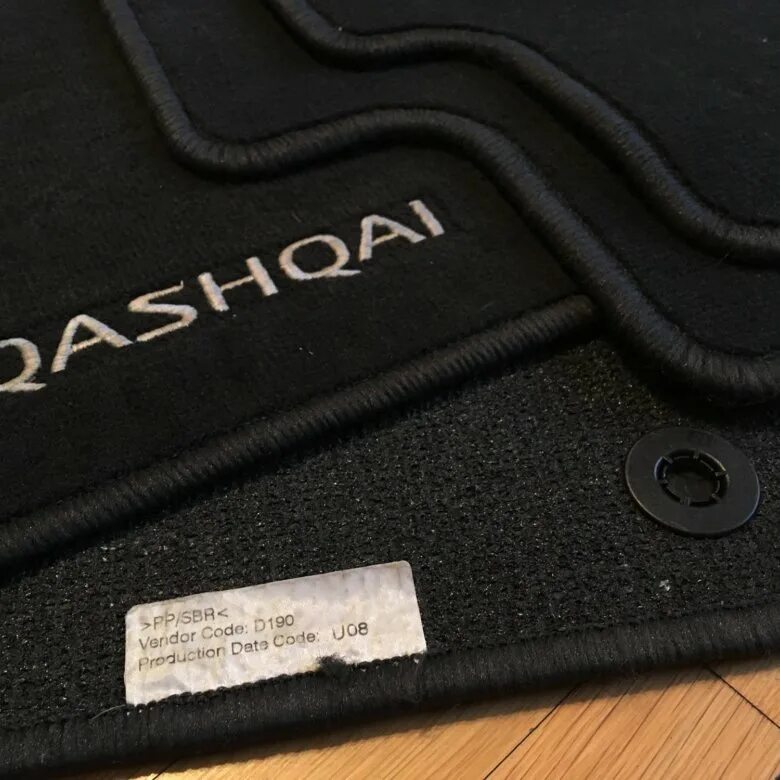 QASHQAI
>PP/SBR<
Vendor Code: D190
Production Date Code: U08